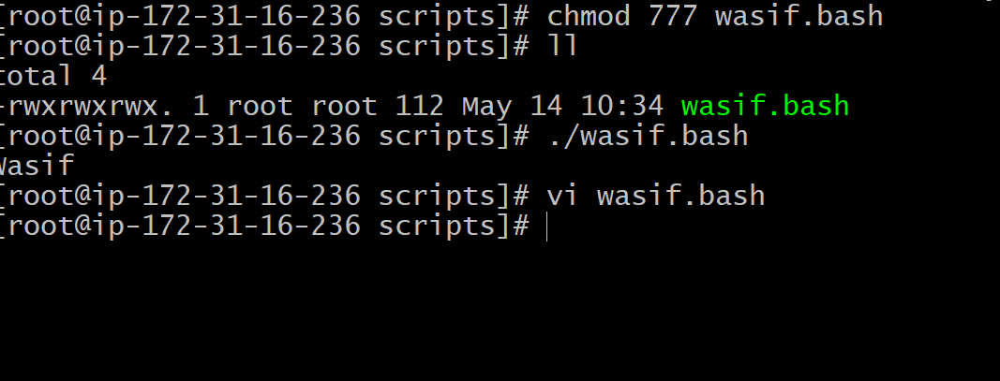 [root@ip-172-31-16-236 scripts]# chmod 777 wasif.bash
[root@ip-172-31-16-236 scripts]# ll
total 4
-rwxrwxrwx. 1 root root 112 May 14 10:34 wasif.bash
[root@ip-172-31-16-236 scripts]# ./wasif.bash
Wasif
[root@ip-172-31-16-236 scripts]# vi wasif.bash
[root@ip-172-31-16-236 scripts]#